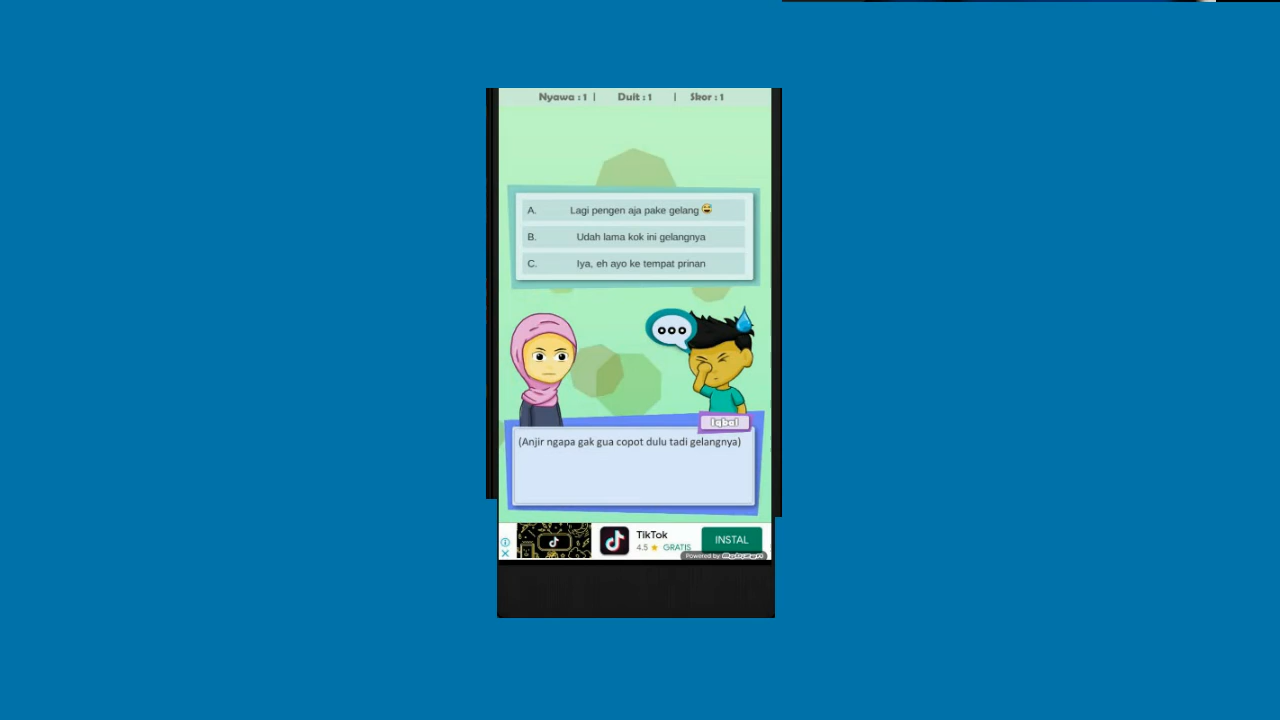 Nyawa : 1 | Duit : 1 | Skor : 1
A. Lagi pengen aja pake gelang 😅
B. Udah lama kok ini gelangnya
C. Iya, eh ayo ke tempat prinan
Iqbal
(Anjir ngapa gak gua copot dulu tadi gelangnya)
TikTok
4.5 ★ GRATIS
INSTAL
Powered by